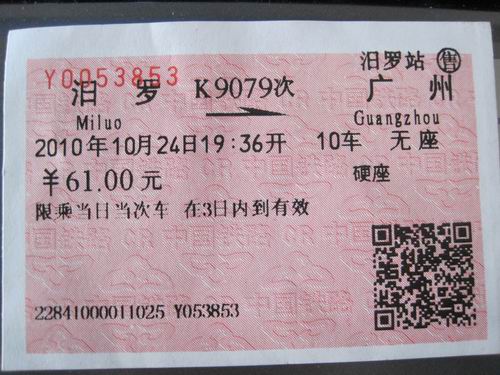 Y0053853 汨罗站 售
汨 罗 K9079次 广 州
Miluo Guangzhou
2010年10月24日19:36开 10车 无座
￥61.00元 硬座
限乘当日当次车 在3日内到有效
22841000011025 Y053853